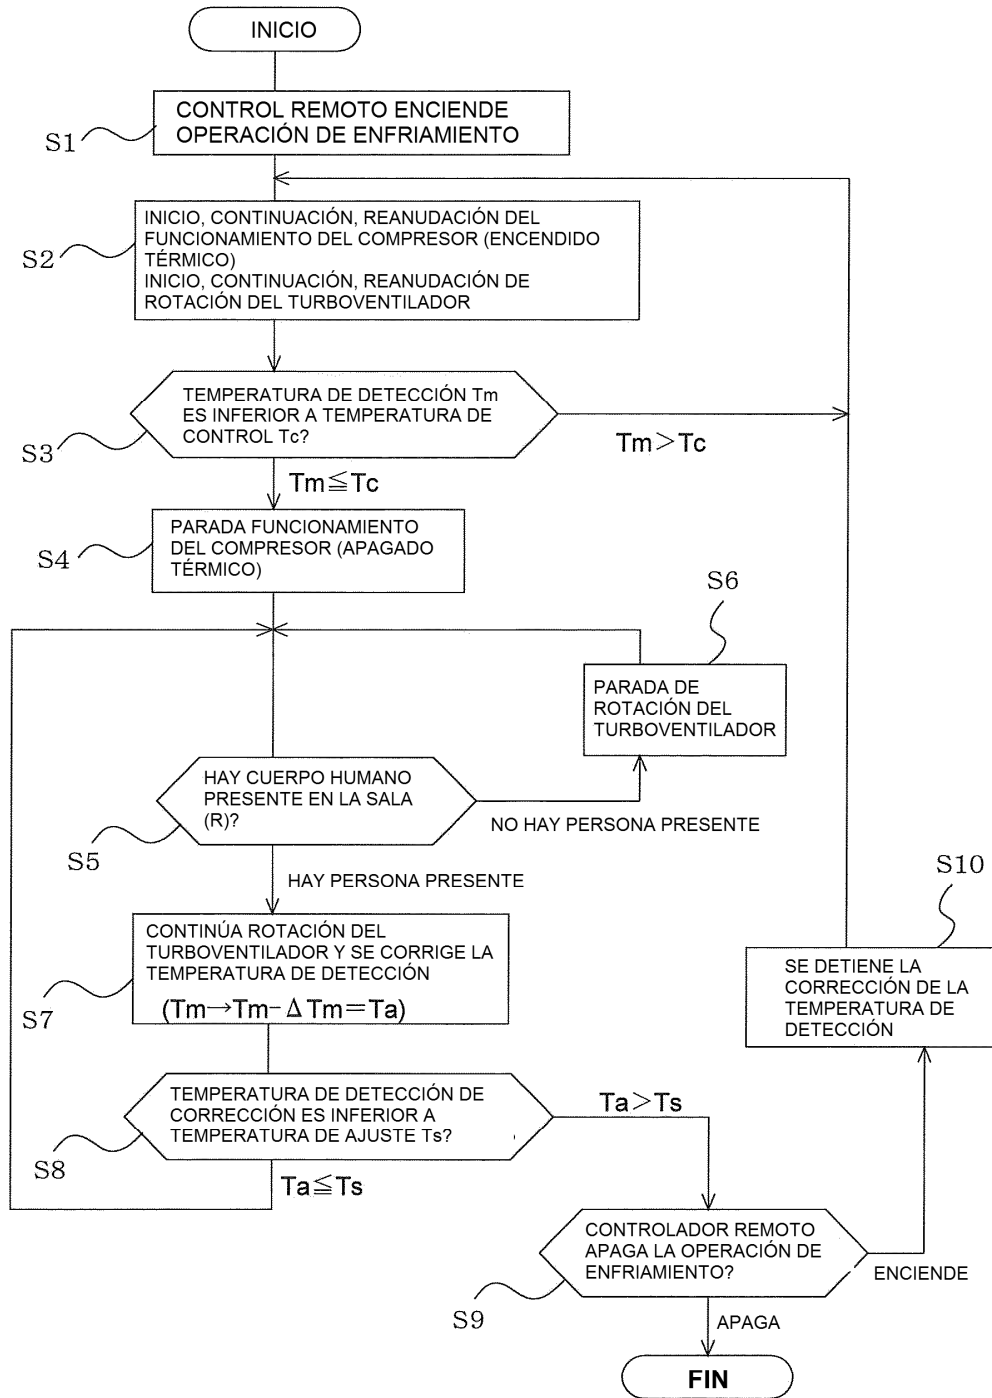 INICIO
CONTROL REMOTO ENCIENDE
OPERACIÓN DE ENFRIAMIENTO
S1
INICIO, CONTINUACIÓN, REANUDACIÓN DEL
FUNCIONAMIENTO DEL COMPRESOR (ENCENDIDO
TÉRMICO)
INICIO, CONTINUACIÓN, REANUDACIÓN DE
ROTACIÓN DEL TURBOVENTILADOR
S2
TEMPERATURA DE DETECCIÓN Tm
ES INFERIOR A TEMPERATURA DE
CONTROL Tc?
S3
Tm>Tc
Tm≦Tc
PARADA FUNCIONAMIENTO
DEL COMPRESOR (APAGADO
TÉRMICO)
S4
S6
PARADA DE
ROTACIÓN DEL
TURBOVENTILADOR
HAY CUERPO HUMANO
PRESENTE EN LA SALA
(R)?
S5
NO HAY PERSONA PRESENTE
HAY PERSONA PRESENTE
CONTINÚA ROTACIÓN DEL
TURBOVENTILADOR Y SE CORRIGE LA
TEMPERATURA DE DETECCIÓN
(Tm→Tm-Δ Tm=Ta)
S7
S10
SE DETIENE LA
CORRECCIÓN DE LA
TEMPERATURA DE
DETECCIÓN
TEMPERATURA DE DETECCIÓN DE
CORRECCIÓN ES INFERIOR A
TEMPERATURA DE AJUSTE Ts?
S8
Ta>Ts
Ta≦Ts
CONTROLADOR REMOTO
APAGA LA OPERACIÓN DE
ENFRIAMIENTO?
S9
ENCIENDE
APAGA
FIN